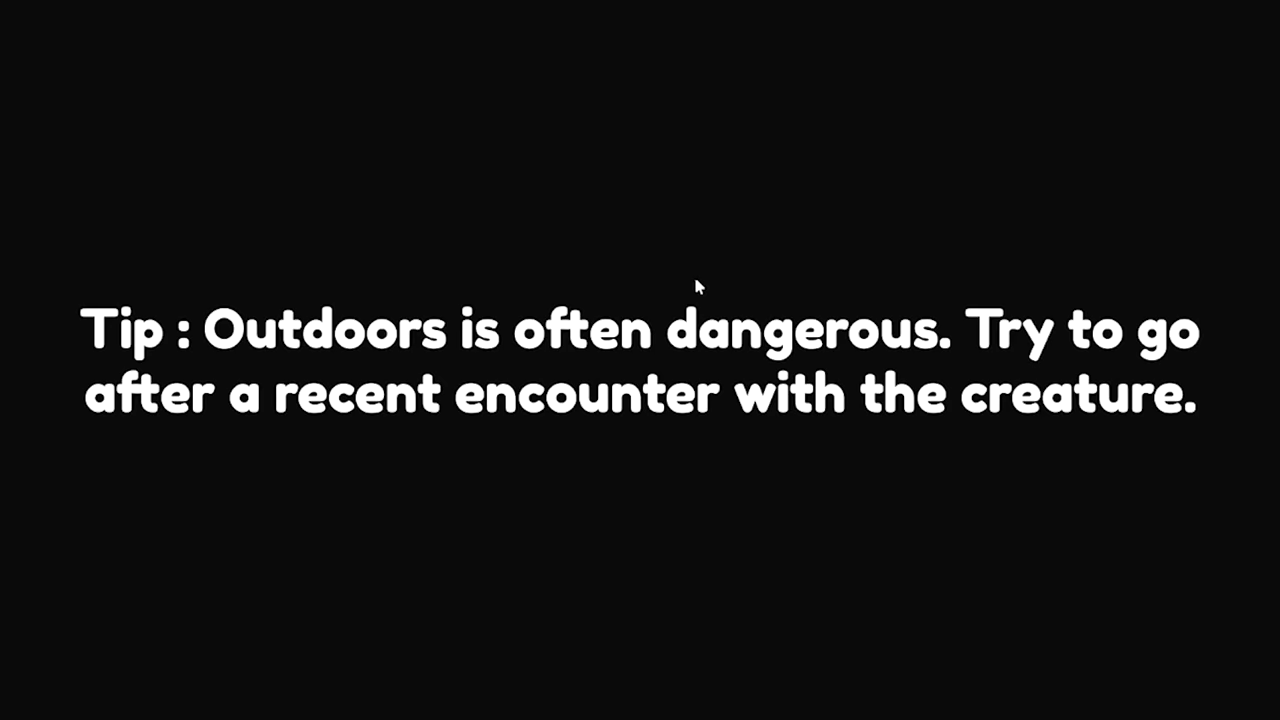 Tip : Outdoors is often dangerous. Try to go
after a recent encounter with the creature.